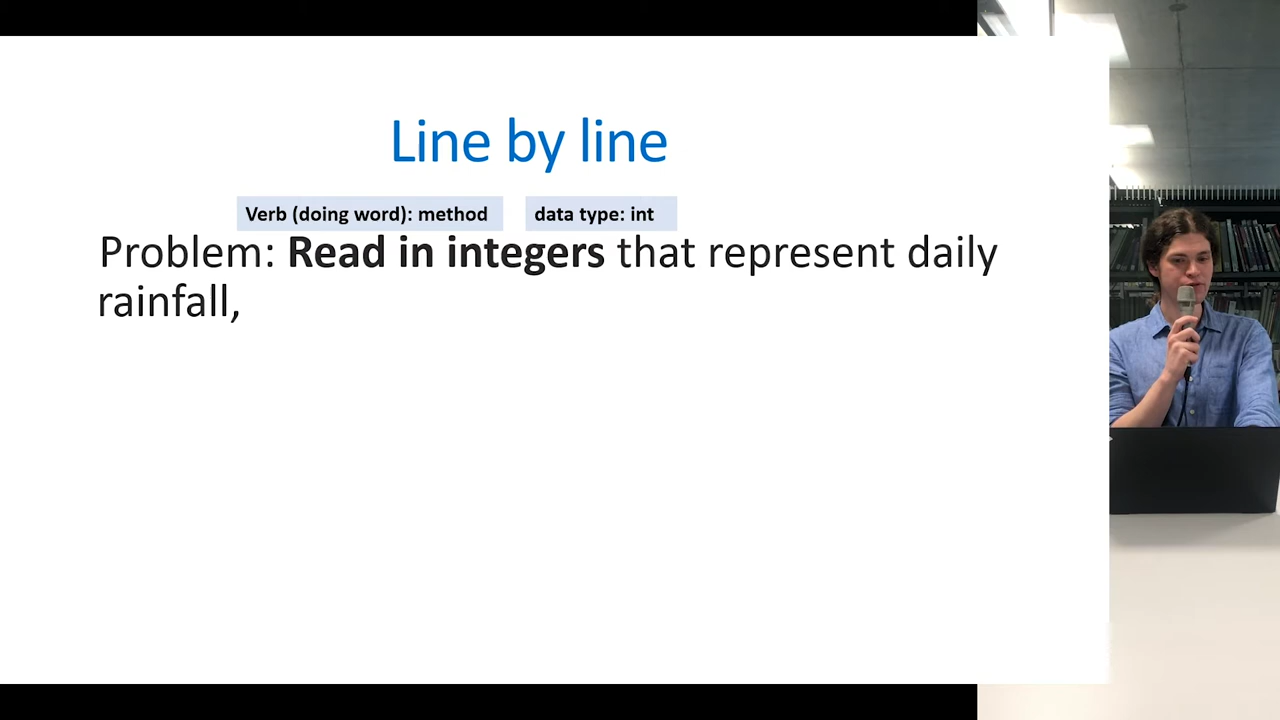 Line by line
Verb (doing word): method data type: int
Problem: Read in integers that represent daily
rainfall,